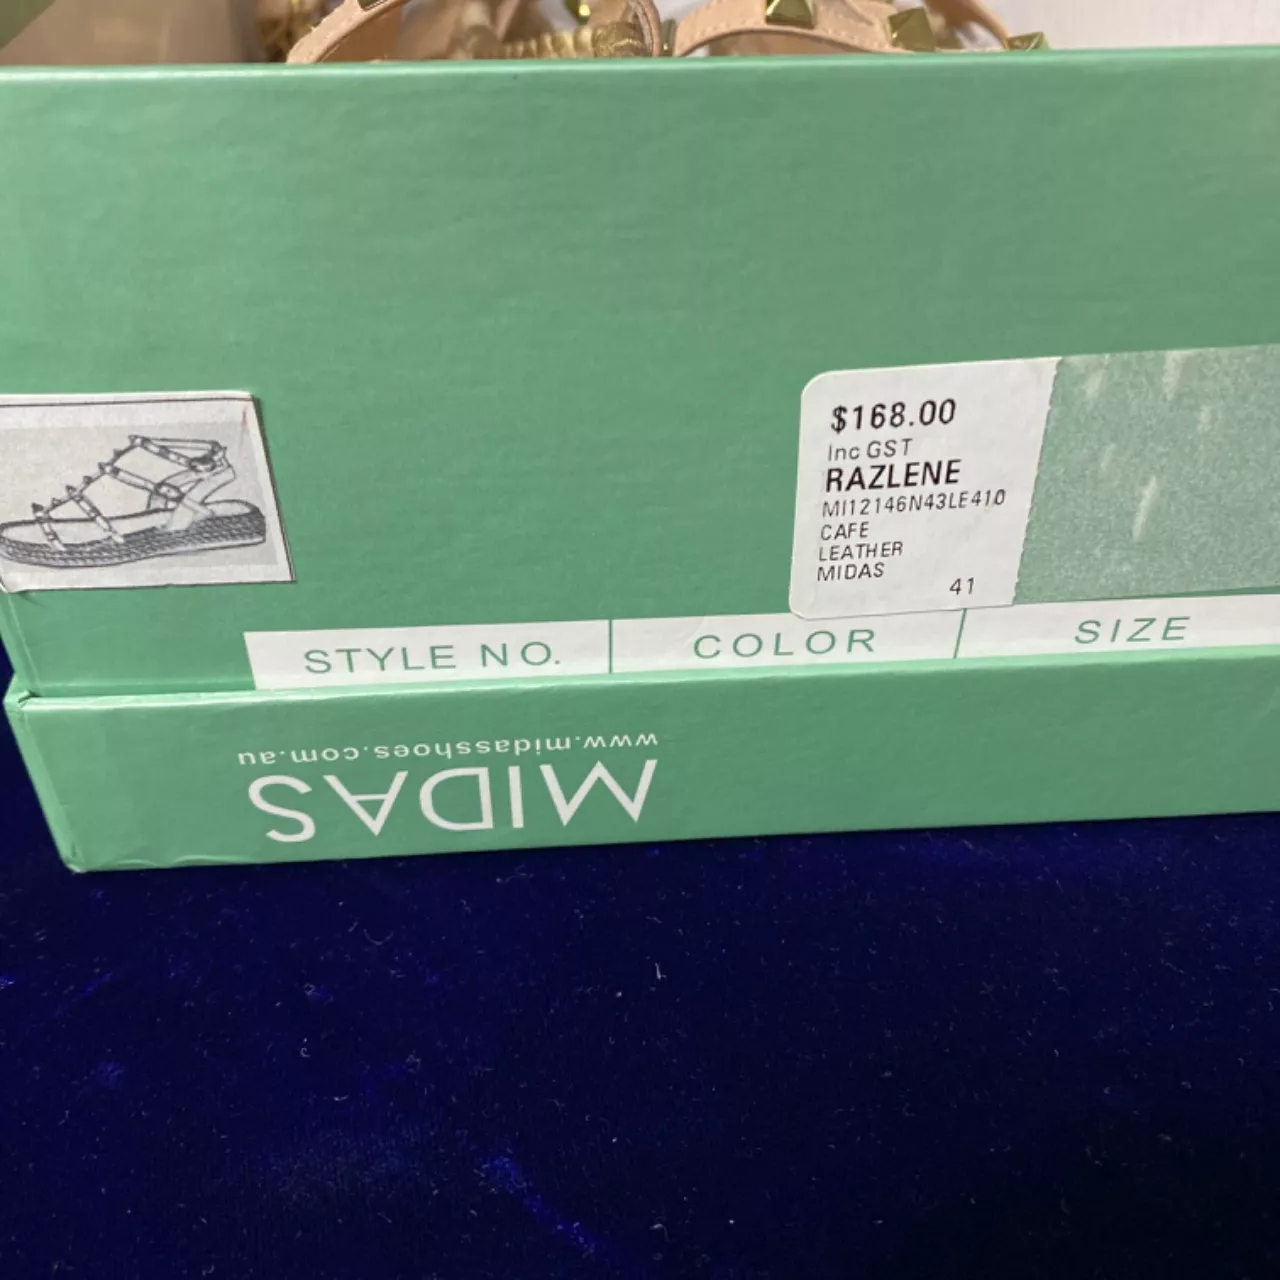 $168.00
Inc GST
RAZLENE
MI12146N43LE410
CAFE
LEATHER
MIDAS
41
STYLE NO. COLOR SIZE
MIDAS
www.midasshoes.com.au